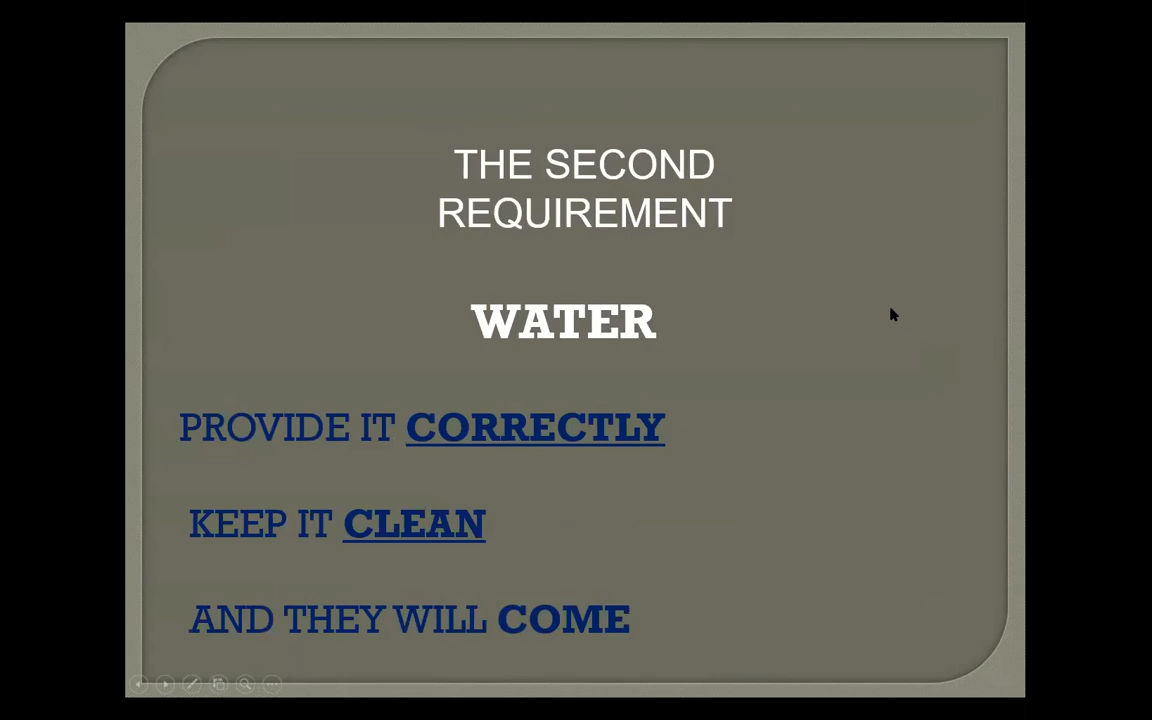 THE SECOND
REQUIREMENT
WATER
PROVIDE IT CORRECTLY
KEEP IT CLEAN
AND THEY WILL COME